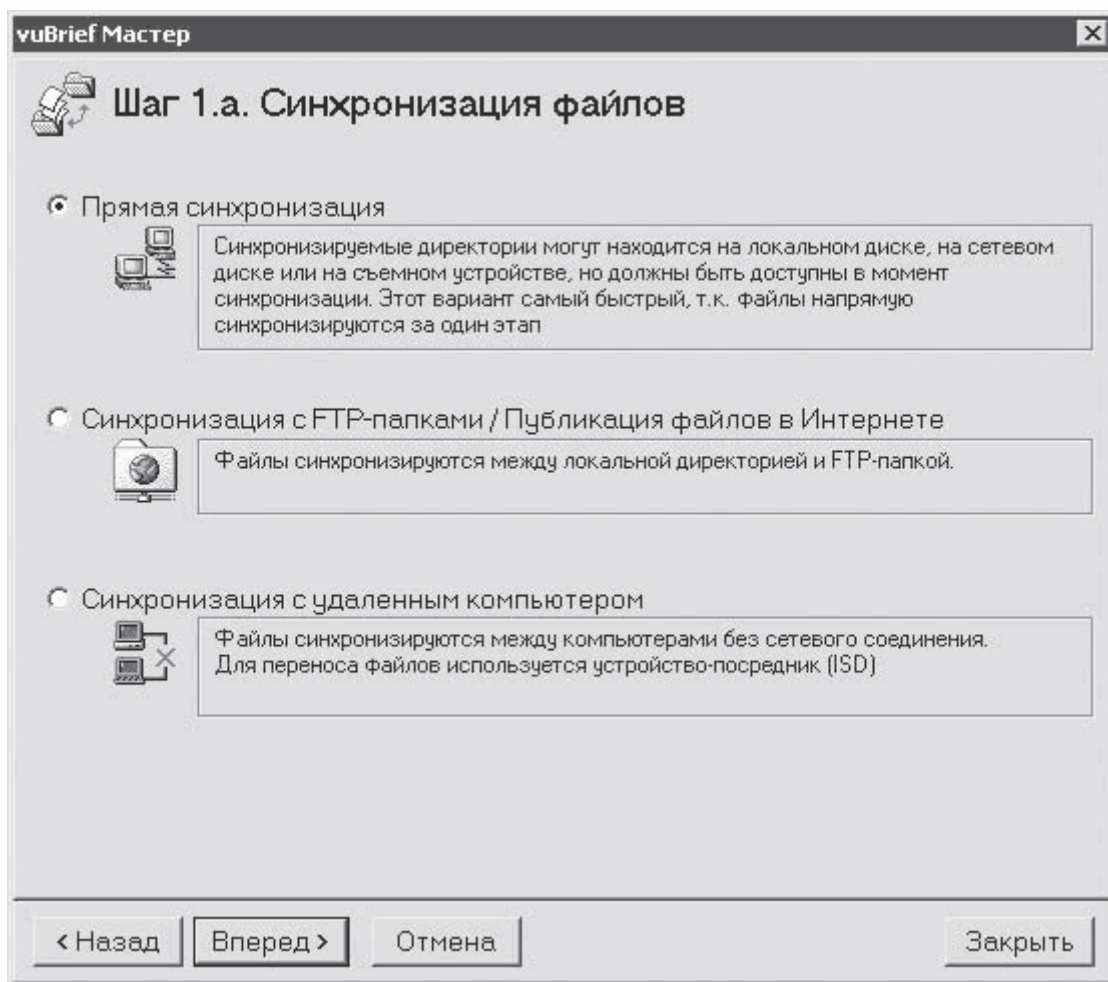 vuBrief Мастер
Шаг 1.а. Синхронизация файлов
Прямая синхронизация
Синхронизируемые директории могут находится на локальном диске, на сетевом
диске или на съемном устройстве, но должны быть доступны в момент
синхронизации. Этот вариант самый быстрый, т.к. файлы напрямую
синхронизируются за один этап
Синхронизация с FTP-папками / Публикация файлов в Интернете
Файлы синхронизируются между локальной директорией и FTP-папкой.
Синхронизация с удаленным компьютером
Файлы синхронизируются между компьютерами без сетевого соединения.
Для переноса файлов используется устройство-посредник (ISD)
< Назад
Вперед >
Отмена
Закрыть